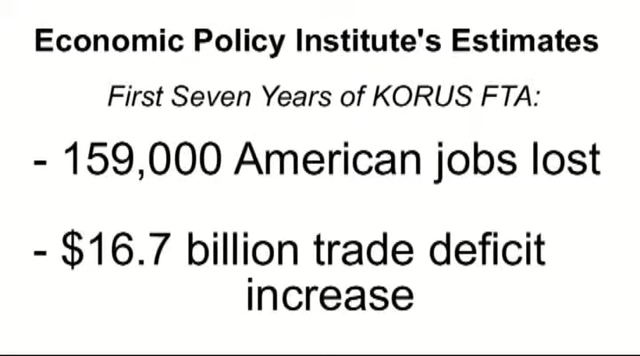 Economic Policy Institute's Estimates
First Seven Years of KORUS FTA:
- 159,000 American jobs lost
- $16.7 billion trade deficit
increase